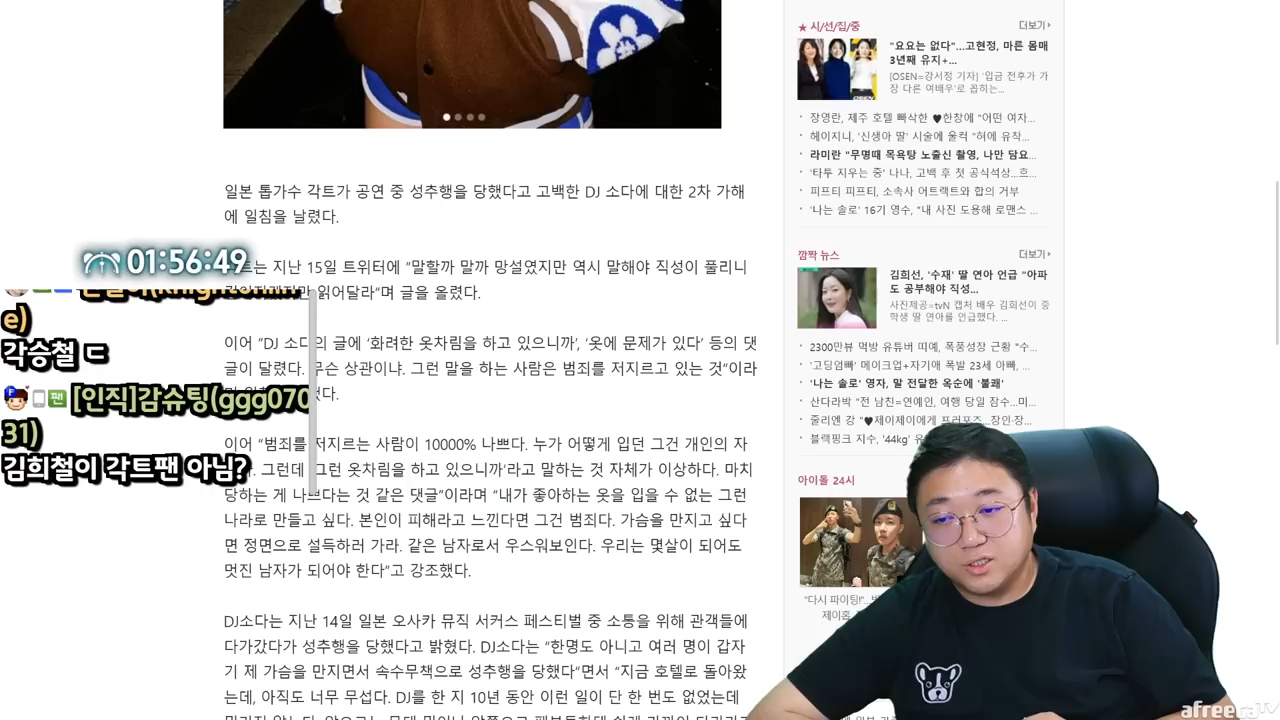 일본 톱가수 각트가 공연 중 성추행을 당했다고 고백한 DJ 소다에 대한 2차 가해
에 일침을 날렸다.
01:56:49
는 지난 15일 트위터에 “말할까 말까 망설였지만 역시 말해야 직성이 풀리니
읽어달라”며 글을 올렸다.
e)
각승철 ㄷ
이어 “DJ 소다의 글에 ‘화려한 옷차림을 하고 있으니까’, ‘옷에 문제가 있다’ 등의 댓
글이 달렸다. 무슨 상관이냐. 그런 말을 하는 사람은 범죄를 저지르고 있는 것“이라
팬 [인직]감슈팅(ggg070
31)
김희철이 각트팬 아님?
이어 “범죄를 저지르는 사람이 10000% 나쁘다. 누가 어떻게 입던 그건 개인의 자
그런데 그런 옷차림을 하고 있으니까’라고 말하는 것 자체가 이상하다. 마치
당하는 게 나쁘다는 것 같은 댓글”이라며 “내가 좋아하는 옷을 입을 수 없는 그런
나라로 만들고 싶다. 본인이 피해라고 느낀다면 그건 범죄다. 가슴을 만지고 싶다
면 정면으로 설득하러 가라. 같은 남자로서 우스워보인다. 우리는 몇살이 되어도
멋진 남자가 되어야 한다”고 강조했다.
DJ소다는 지난 14일 일본 오사카 뮤직 서커스 페스티벌 중 소통을 위해 관객들에
다가갔다가 성추행을 당했다고 밝혔다. DJ소다는 “한명도 아니고 여러 명이 갑자
기 제 가슴을 만지면서 속수무책으로 성추행을 당했다”면서 “지금 호텔로 돌아왔
는데, 아직도 너무 무섭다. DJ를 한 지 10년 동안 이런 일이 단 한 번도 없었는데
★ 시/선/집/중
더보기
"요요는 없다"...고현정, 마른 몸매
3년째 유지+...
[OSEN=강서정 기자] '입금 전후가 가
장 다른 여배우'로 꼽히는...
장영란, 제주 호텔 빠삭한 ♥한창에 "어떤 여자...
헤이지니, '신생아 딸' 시술에 울컥 "혀에 유착...
라미란 "무명때 목욕탕 노출신 촬영, 나만 담요...
'타투 지우는 중' 나나, 고백 후 첫 공식석상...흐...
피프티 피프티, 소속사 어트랙트와 합의 거부
'나는 솔로' 16기 영수, "내 사진 도용해 로맨스 ...
깜짝 뉴스
더보기
김희선, '수재' 딸 연아 언급 "아파
도 공부해야 직성...
사진제공=tvN 캡처 배우 김희선이 중
학생 딸 연아를 언급했다. ...
2300만뷰 먹방 유튜버 띠예, 폭풍성장 근황 "수...
'고딩엄빠' 메이크업+자기애 폭발 23세 아빠, ...
'나는 솔로' 영자, 말 전달한 옥순에 '불쾌'
산다라박 "전 남친=연예인, 여행 당일 잠수...미...
줄리엔 강 "♥제이제이에게 프러포즈...장인·장...
블랙핑크 지수, '44kg'
아이돌 24시
"다시 파이팅!"...
제이홉,
afreecaTV